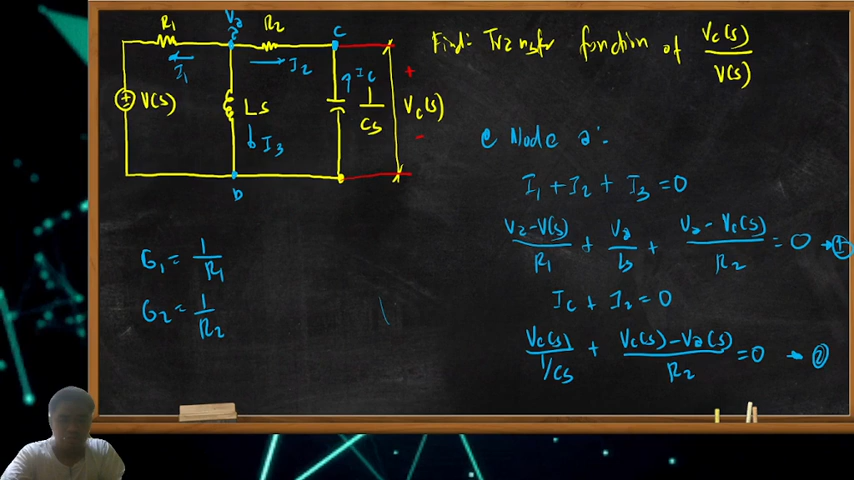 R1
Va
R2
C
I1
I2
Ic
+
V(s)
Ls
1/Cs
Vc(s)
I3
-
D
G1 = 1/R1
G2 = 1/R2
Find: Transfer function of Vc(s)/V(s)
@ Node a:
I1 + I2 + I3 = 0
Va - V(s)/R1 + Va/Ls + Va - Vc(s)/R2 = 0 → 1
Ic + I2 = 0
Vc(s)/1/Cs + Vc(s) - Va(s)/R2 = 0 → 2